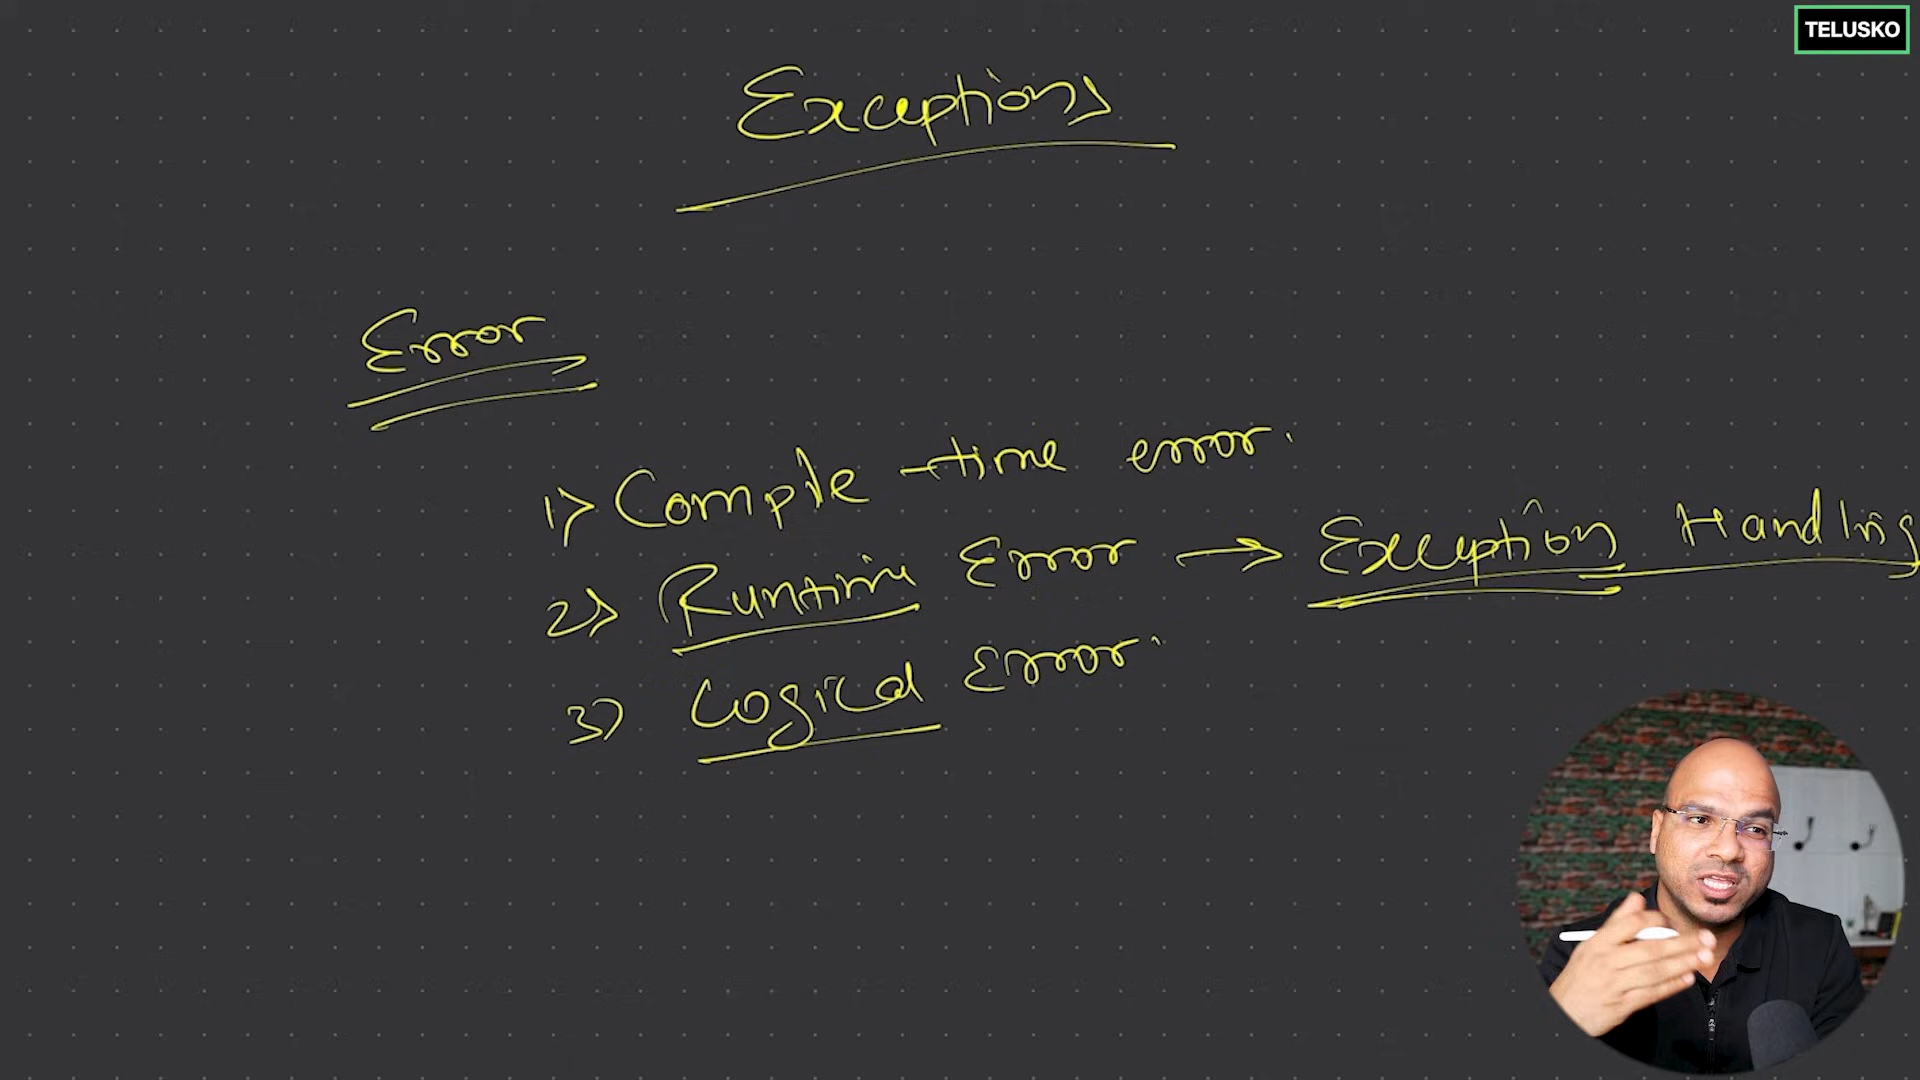 TELUSKO
Exceptions
Error
1) Compile-time error.
2) Runtime Error → Exception Handling
3) Logical Error.